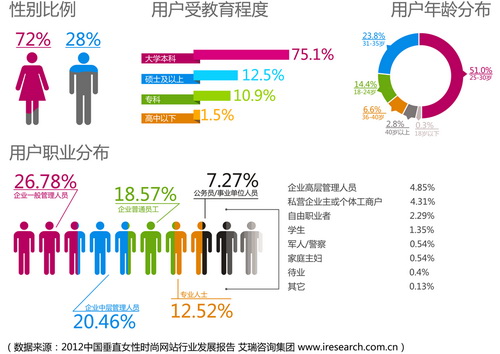 性别比例
72% 28%
用户受教育程度
大学本科 75.1%
硕士及以上 12.5%
专科 10.9%
高中以下 1.5%
用户年龄分布
23.8%
31-35岁
51.0%
25-30岁
14.4%
18-24岁
6.6%
36-40岁
2.8%
40岁以上
0.3%
18岁以下
用户职业分布
26.78%
企业一般管理人员
18.57%
企业普通员工
7.27%
公务员/事业单位人员
企业中层管理人员
20.46%
专业人士
12.52%
企业高层管理人员 4.85%
私营企业主或个体工商户 4.31%
自由职业者 2.29%
学生 1.35%
军人/警察 0.54%
家庭主妇 0.54%
待业 0.4%
其它 0.13%
(数据来源:2012中国垂直女性时尚网站行业发展报告 艾瑞咨询集团 www.iresearch.com.cn)